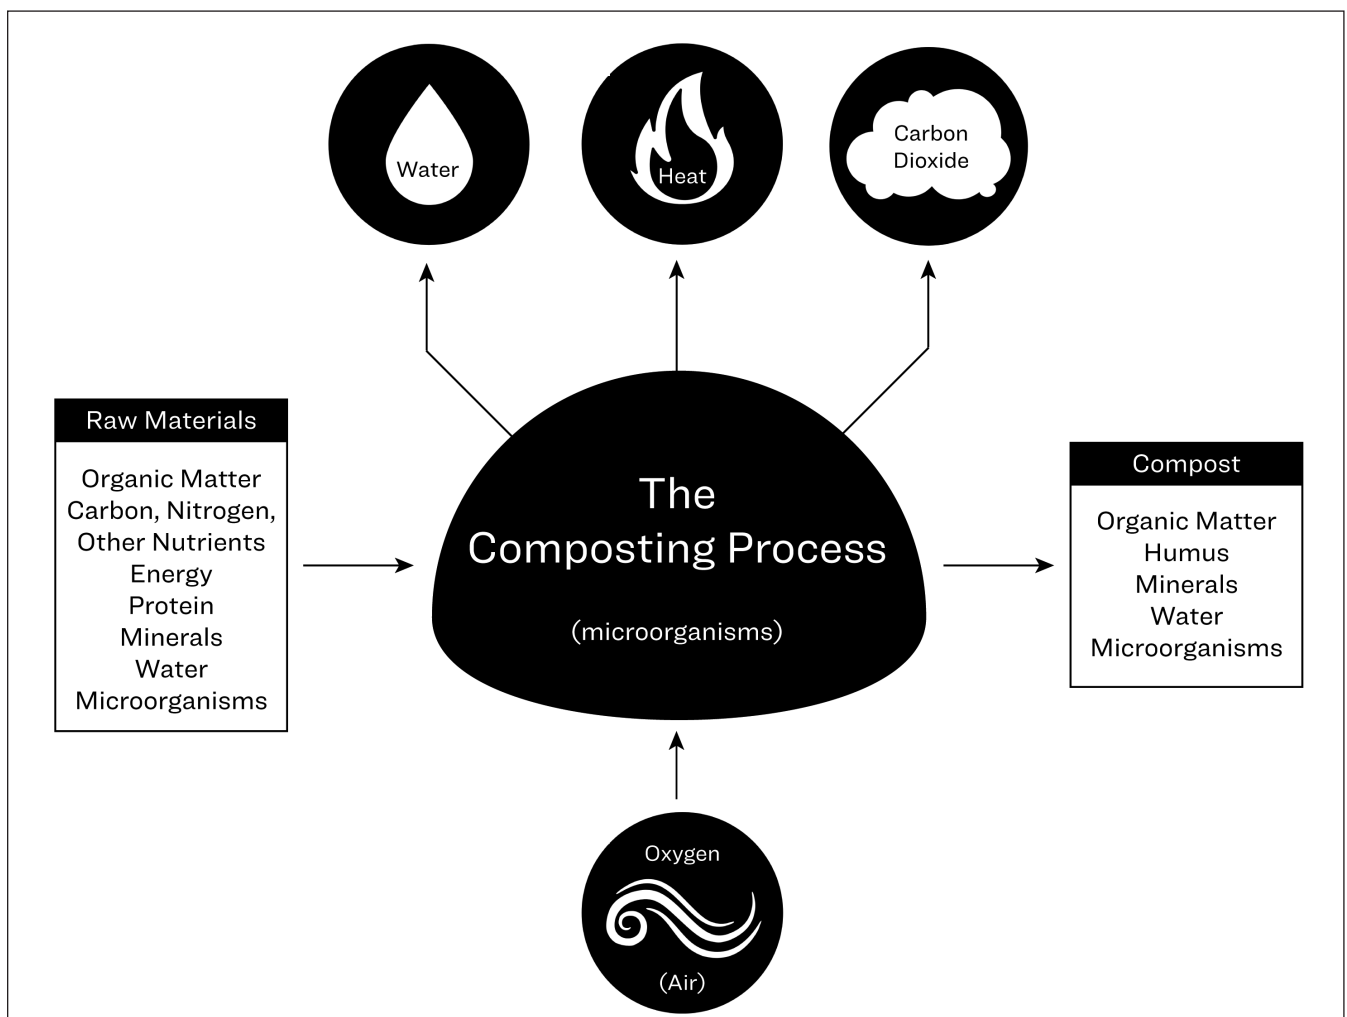 Water
Heat
Carbon
Dioxide
Raw Materials
Organic Matter
Carbon, Nitrogen,
Other Nutrients
Energy
Protein
Minerals
Water
Microorganisms
The
Composting Process
(microorganisms)
Compost
Organic Matter
Humus
Minerals
Water
Microorganisms
Oxygen
(Air)